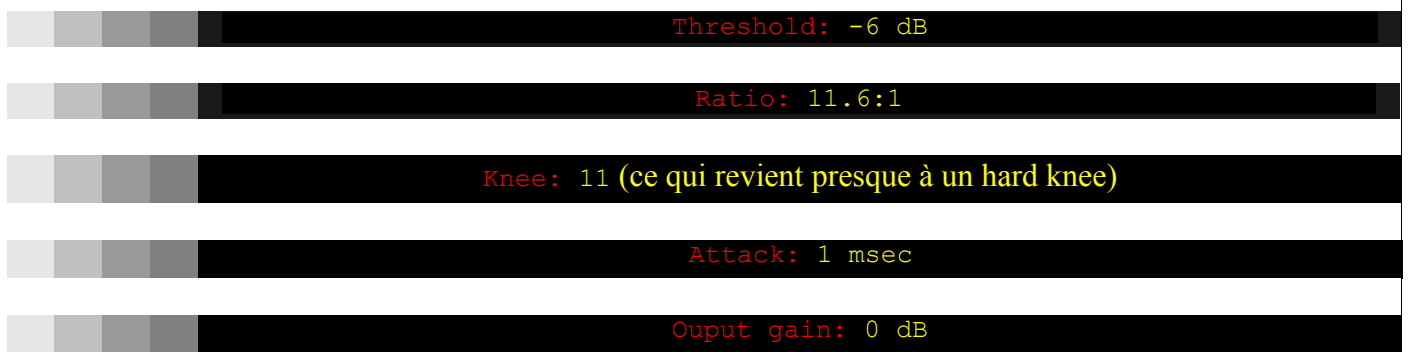 Threshold: -6 dB
Ratio: 11.6:1
Knee: 11 (ce qui revient presque à un hard knee)
Attack: 1 msec
Ouput gain: 0 dB